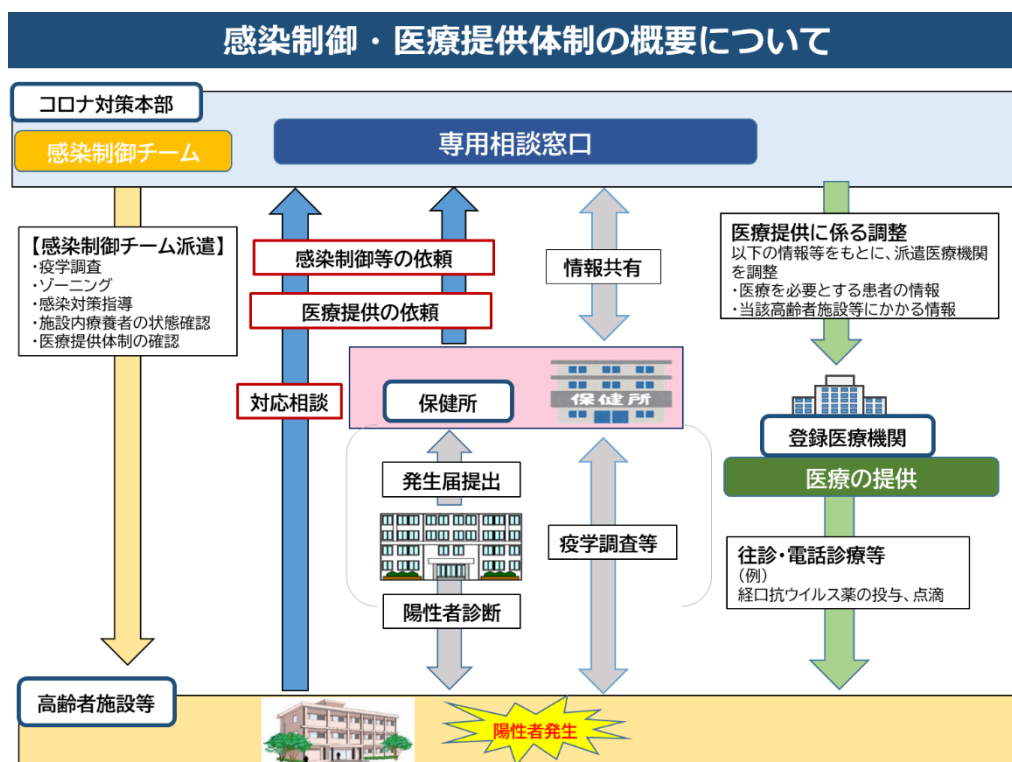 感染制御・医療提供体制の概要について
コロナ対策本部
感染制御チーム
専用相談窓口
【感染制御チーム派遣】
・疫学調査
・ゾーニング
・感染対策指導
・施設内療養者の状態確認
・医療提供体制の確認
感染制御等の依頼
医療提供の依頼
対応相談
情報共有
医療提供に係る調整
以下の情報等をもとに、派遣医療機関
を調整
・医療を必要とする患者の情報
・当該高齢者施設等にかかる情報
保健所
保健所
発生届提出
陽性者診断
疫学調査等
登録医療機関
医療の提供
往診・電話診療等
(例)
経口抗ウイルス薬の投与、点滴
高齢者施設等
陽性者発生